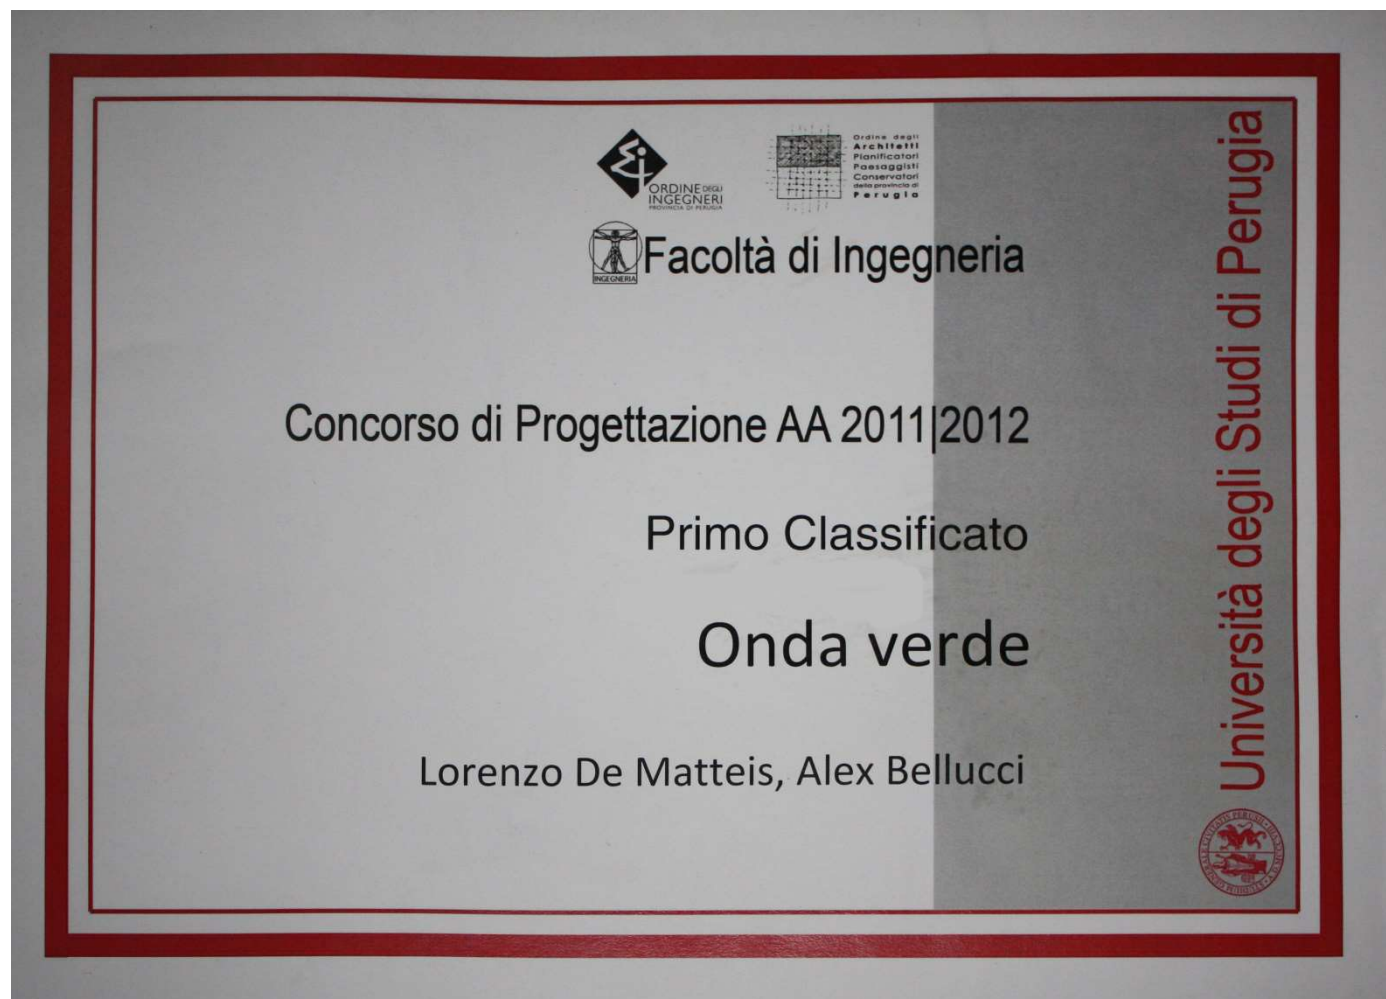 ORDINE DEGLI
INGEGNERI
PROVINCIA DI PERUGIA
Ordine degli
Architetti
Pianificatori
Paesaggisti
Conservatori
della provincia di
Perugia
INGEGNERIA
Facoltà di Ingegneria
Concorso di Progettazione AA 2011|2012
Primo Classificato
Onda verde
Lorenzo De Matteis, Alex Bellucci
Università degli Studi di Perugia